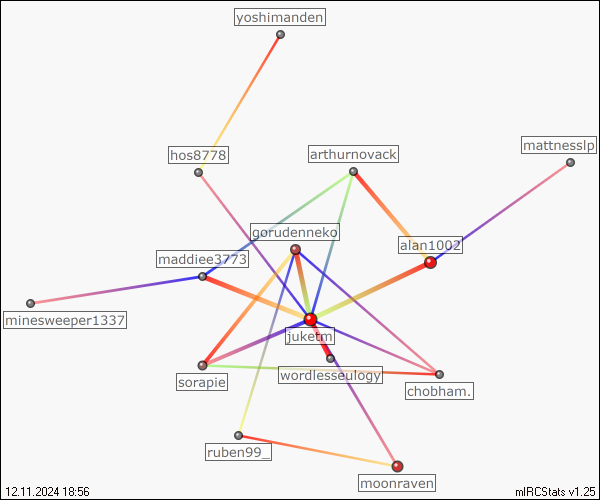 yoshimanden
mattnesslp
hos8778
arthurnovack
gorudenneko
alan1002
maddiee3773
minesweeper1337
juketm
wordlesseulogy
sorapie
chobham.
ruben99_
moonraven
12.11.2024 18:56
mIRCStats v1.25